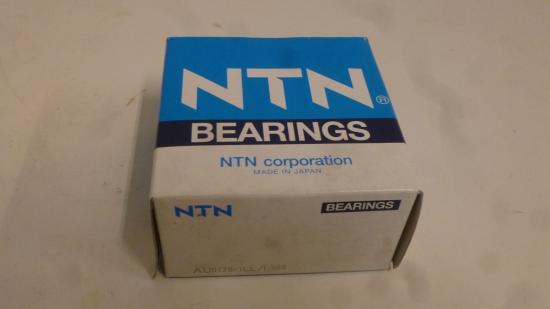 NTN®
BEARINGS
NTN corporation
MADE IN JAPAN
NTN
BEARINGS